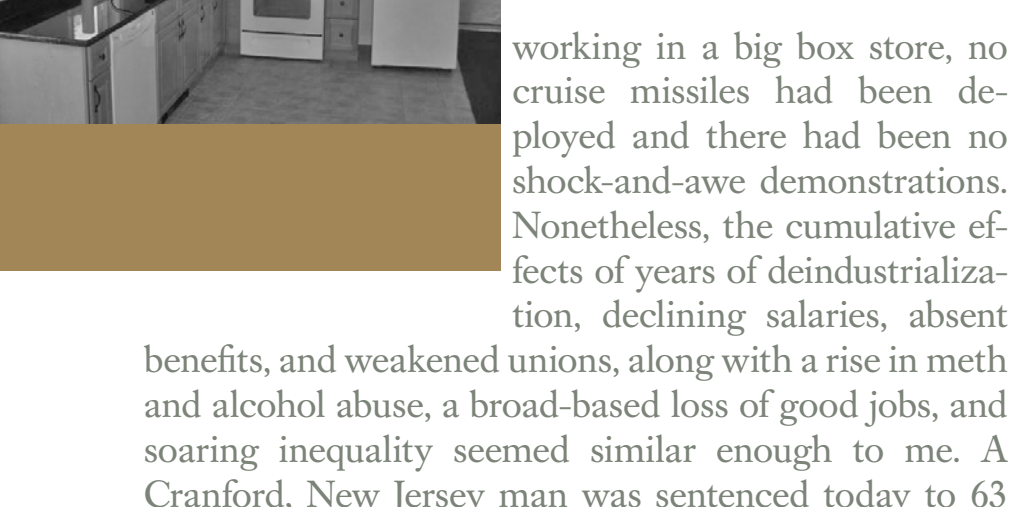 working in a big box store, no
cruise missiles had been de-
ployed and there had been no
shock-and-awe demonstrations.
Nonetheless, the cumulative ef-
fects of years of deindustrializa-
tion, declining salaries, absent
benefits, and weakened unions, along with a rise in meth
and alcohol abuse, a broad-based loss of good jobs, and
soaring inequality seemed similar enough to me. A
Cranford, New Jersey man was sentenced today to 63